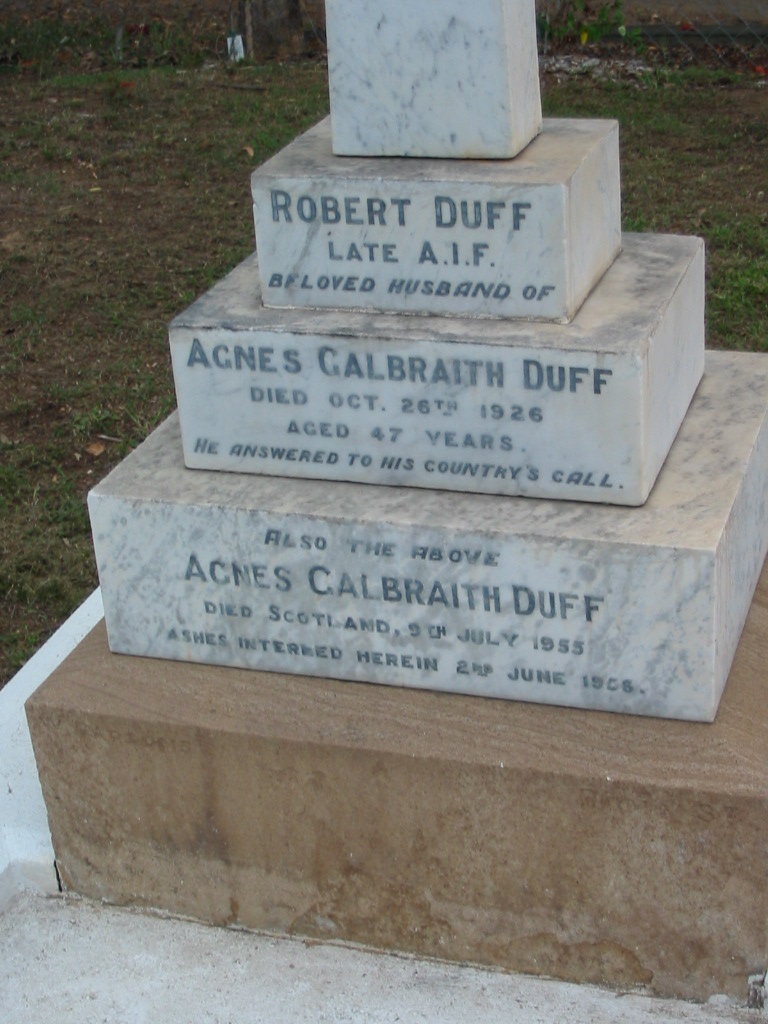 ROBERT DUFF
LATE A.I.F.
BELOVED HUSBAND OF
AGNES GALBRAITH DUFF
DIED OCT. 26TH 1926
AGED 47 YEARS.
HE ANSWERED TO HIS COUNTRY'S CALL.
ALSO THE ABOVE
AGNES GALBRAITH DUFF
DIED SCOTLAND, 9TH JULY 1955
ASHES INTERRED HEREIN 2ND JUNE